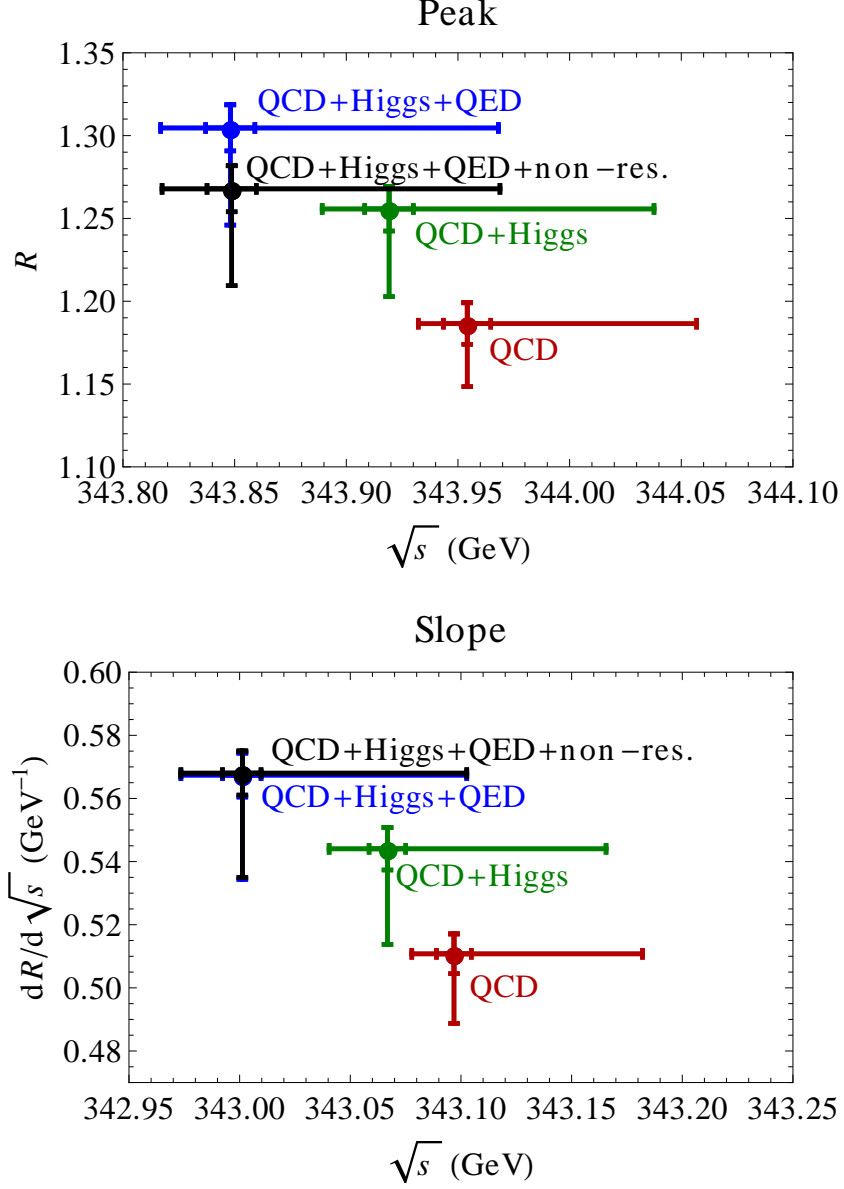 Peak
1.35
1.30
1.25
1.20
1.15
1.10
R
QCD+Higgs+QED
QCD+Higgs+QED+non-res.
QCD+Higgs
QCD
343.80 343.85 343.90 343.95 344.00 344.05 344.10
√s (GeV)
Slope
0.60
0.58
0.56
0.54
0.52
0.50
0.48
dR/d√s (GeV⁻¹)
QCD+Higgs+QED+non-res.
QCD+Higgs+QED
QCD+Higgs
QCD
342.95 343.00 343.05 343.10 343.15 343.20 343.25
√s (GeV)